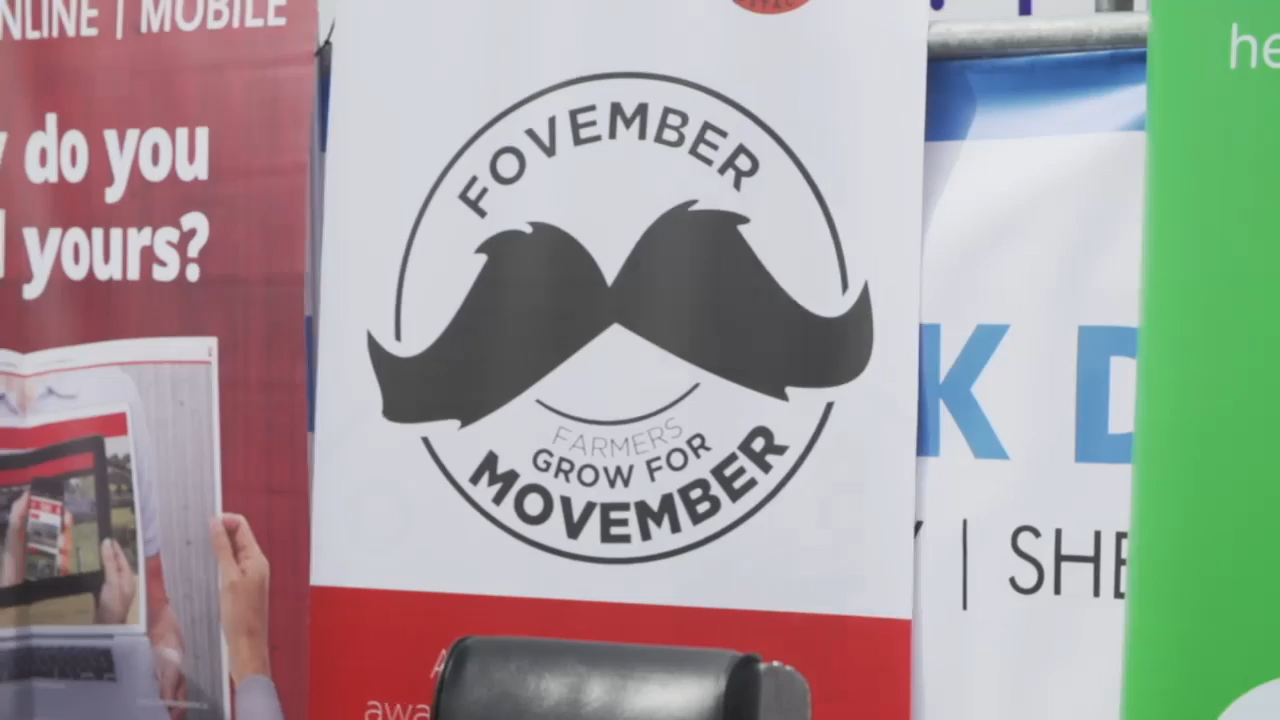 ONLINE | MOBILE
do you
yours?
FOVEMBER
FARMERS
GROW FOR
MOVEMBER
K D
| SHE
he
awa